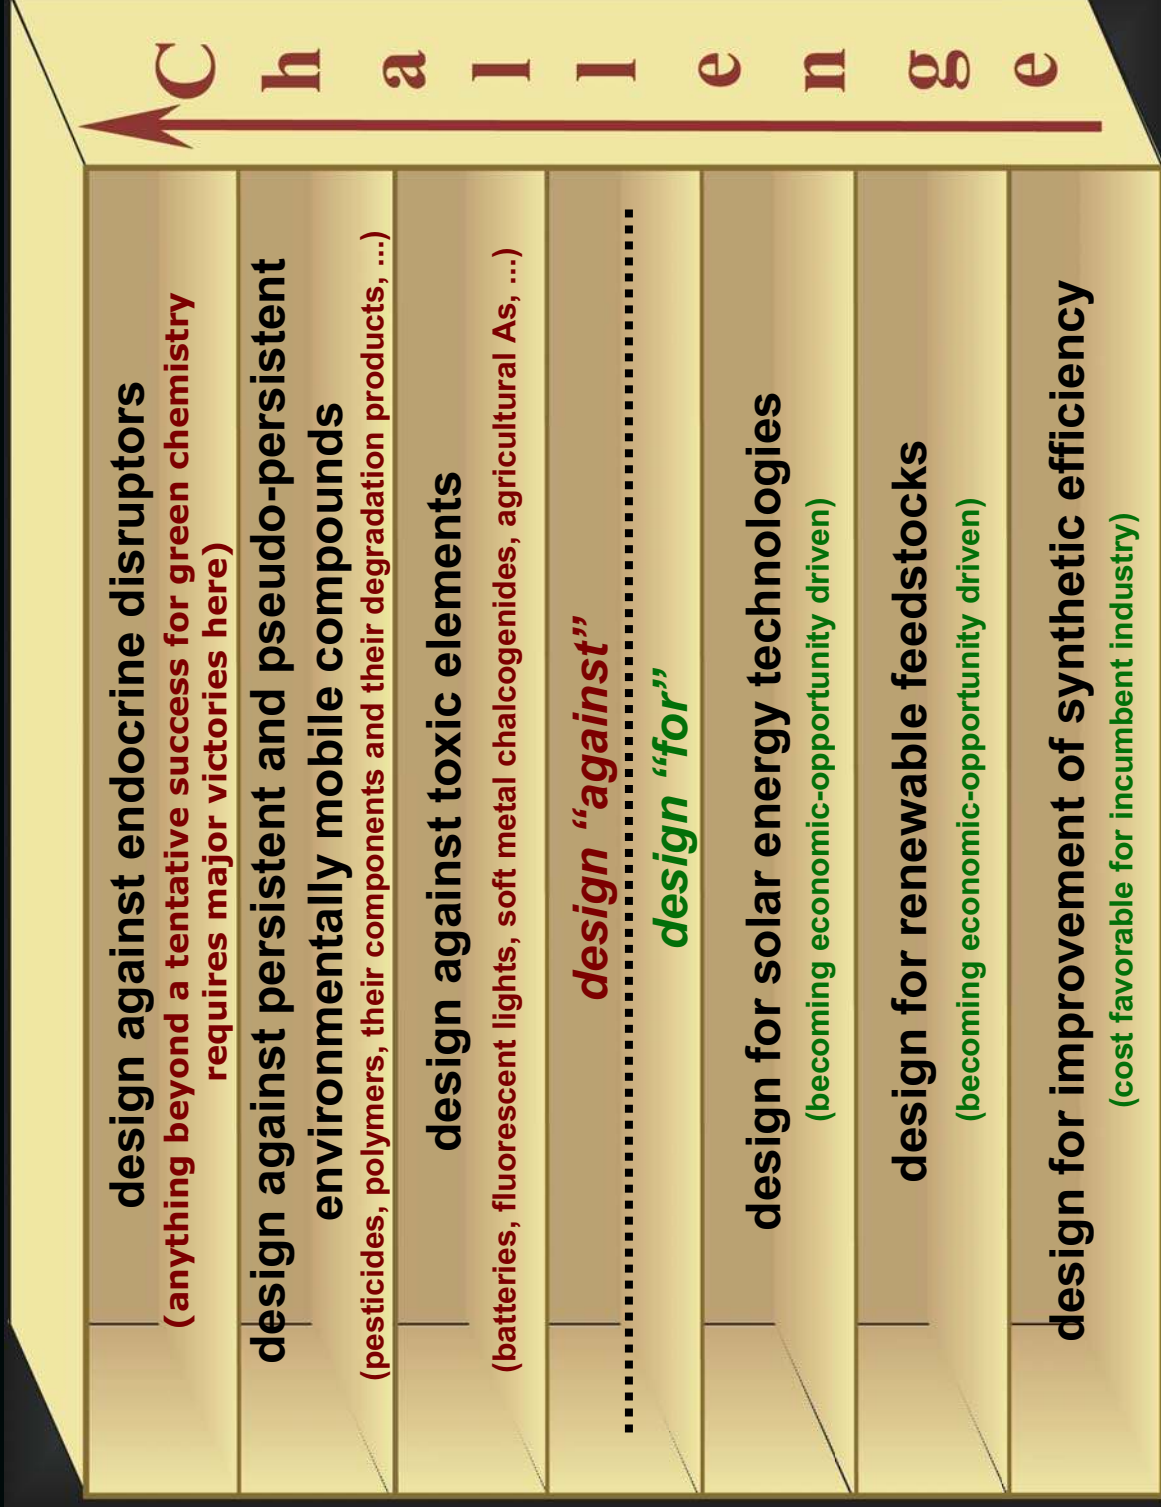 design against endocrine disruptors
(anything beyond a tentative success for green chemistry
requires major victories here)
design against persistent and pseudo-persistent
environmentally mobile compounds
(pesticides, polymers, their components and their degradation products, ...)
design against toxic elements
(batteries, fluorescent lights, soft metal chalcogenides, agricultural As, ...)
design “against”
design “for”
design for solar energy technologies
(becoming economic-opportunity driven)
design for renewable feedstocks
(becoming economic-opportunity driven)
design for improvement of synthetic efficiency
(cost favorable for incumbent industry)
Challenge